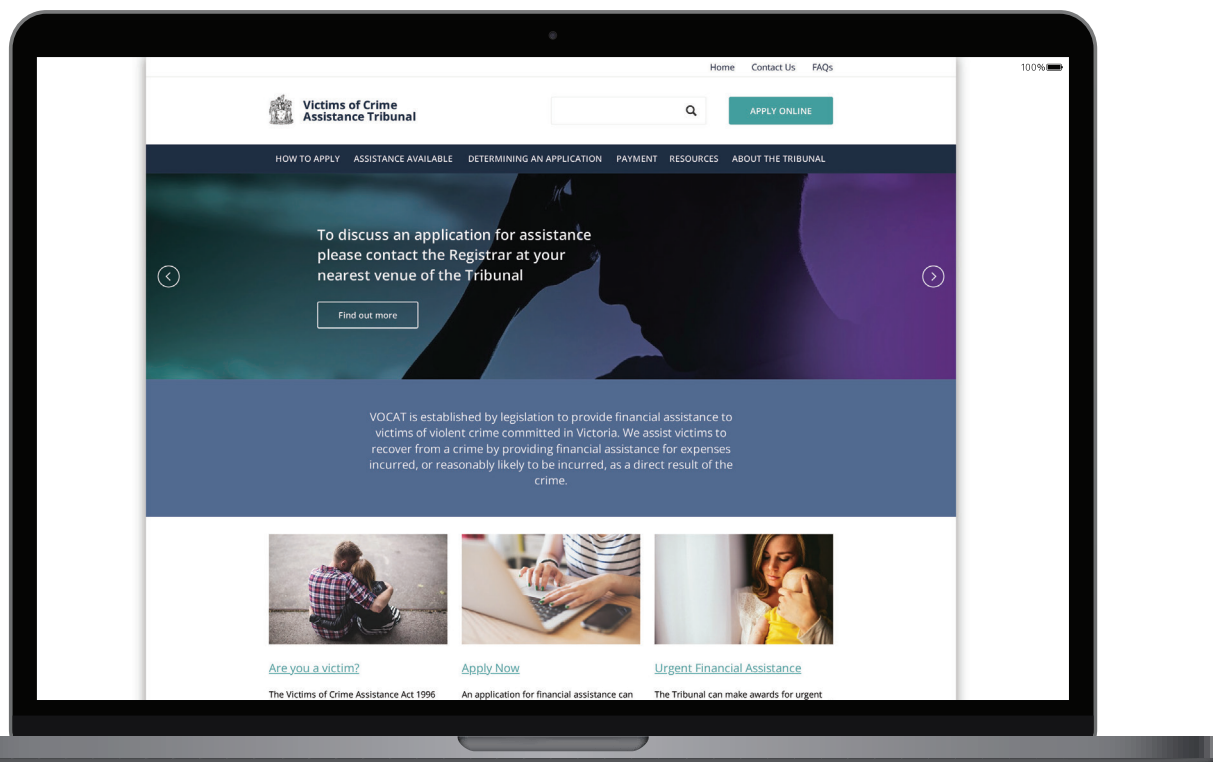 Home Contact Us FAQs
100%
Victims of Crime
Assistance Tribunal
APPLY ONLINE
HOW TO APPLY ASSISTANCE AVAILABLE DETERMINING AN APPLICATION PAYMENT RESOURCES ABOUT THE TRIBUNAL
To discuss an application for assistance
please contact the Registrar at your
nearest venue of the Tribunal
Find out more
VOCAT is established by legislation to provide financial assistance to
victims of violent crime committed in Victoria. We assist victims to
recover from a crime by providing financial assistance for expenses
incurred, or reasonably likely to be incurred, as a direct result of the
crime.
Are you a victim? Apply Now Urgent Financial Assistance
The Victims of Crime Assistance Act 1996 An application for financial assistance can The Tribunal can make awards for urgent